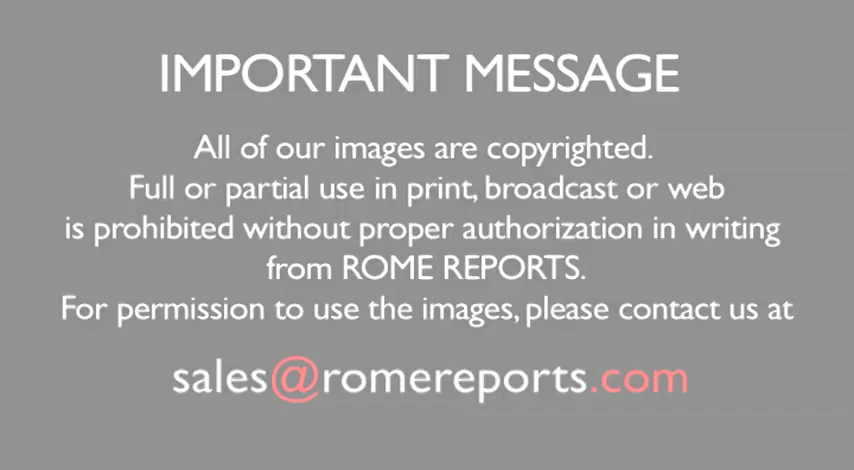 IMPORTANT MESSAGE
All of our images are copyrighted.
Full or partial use in print, broadcast or web
is prohibited without proper authorization in writing
from ROME REPORTS.
For permission to use the images, please contact us at
sales@romereports.com